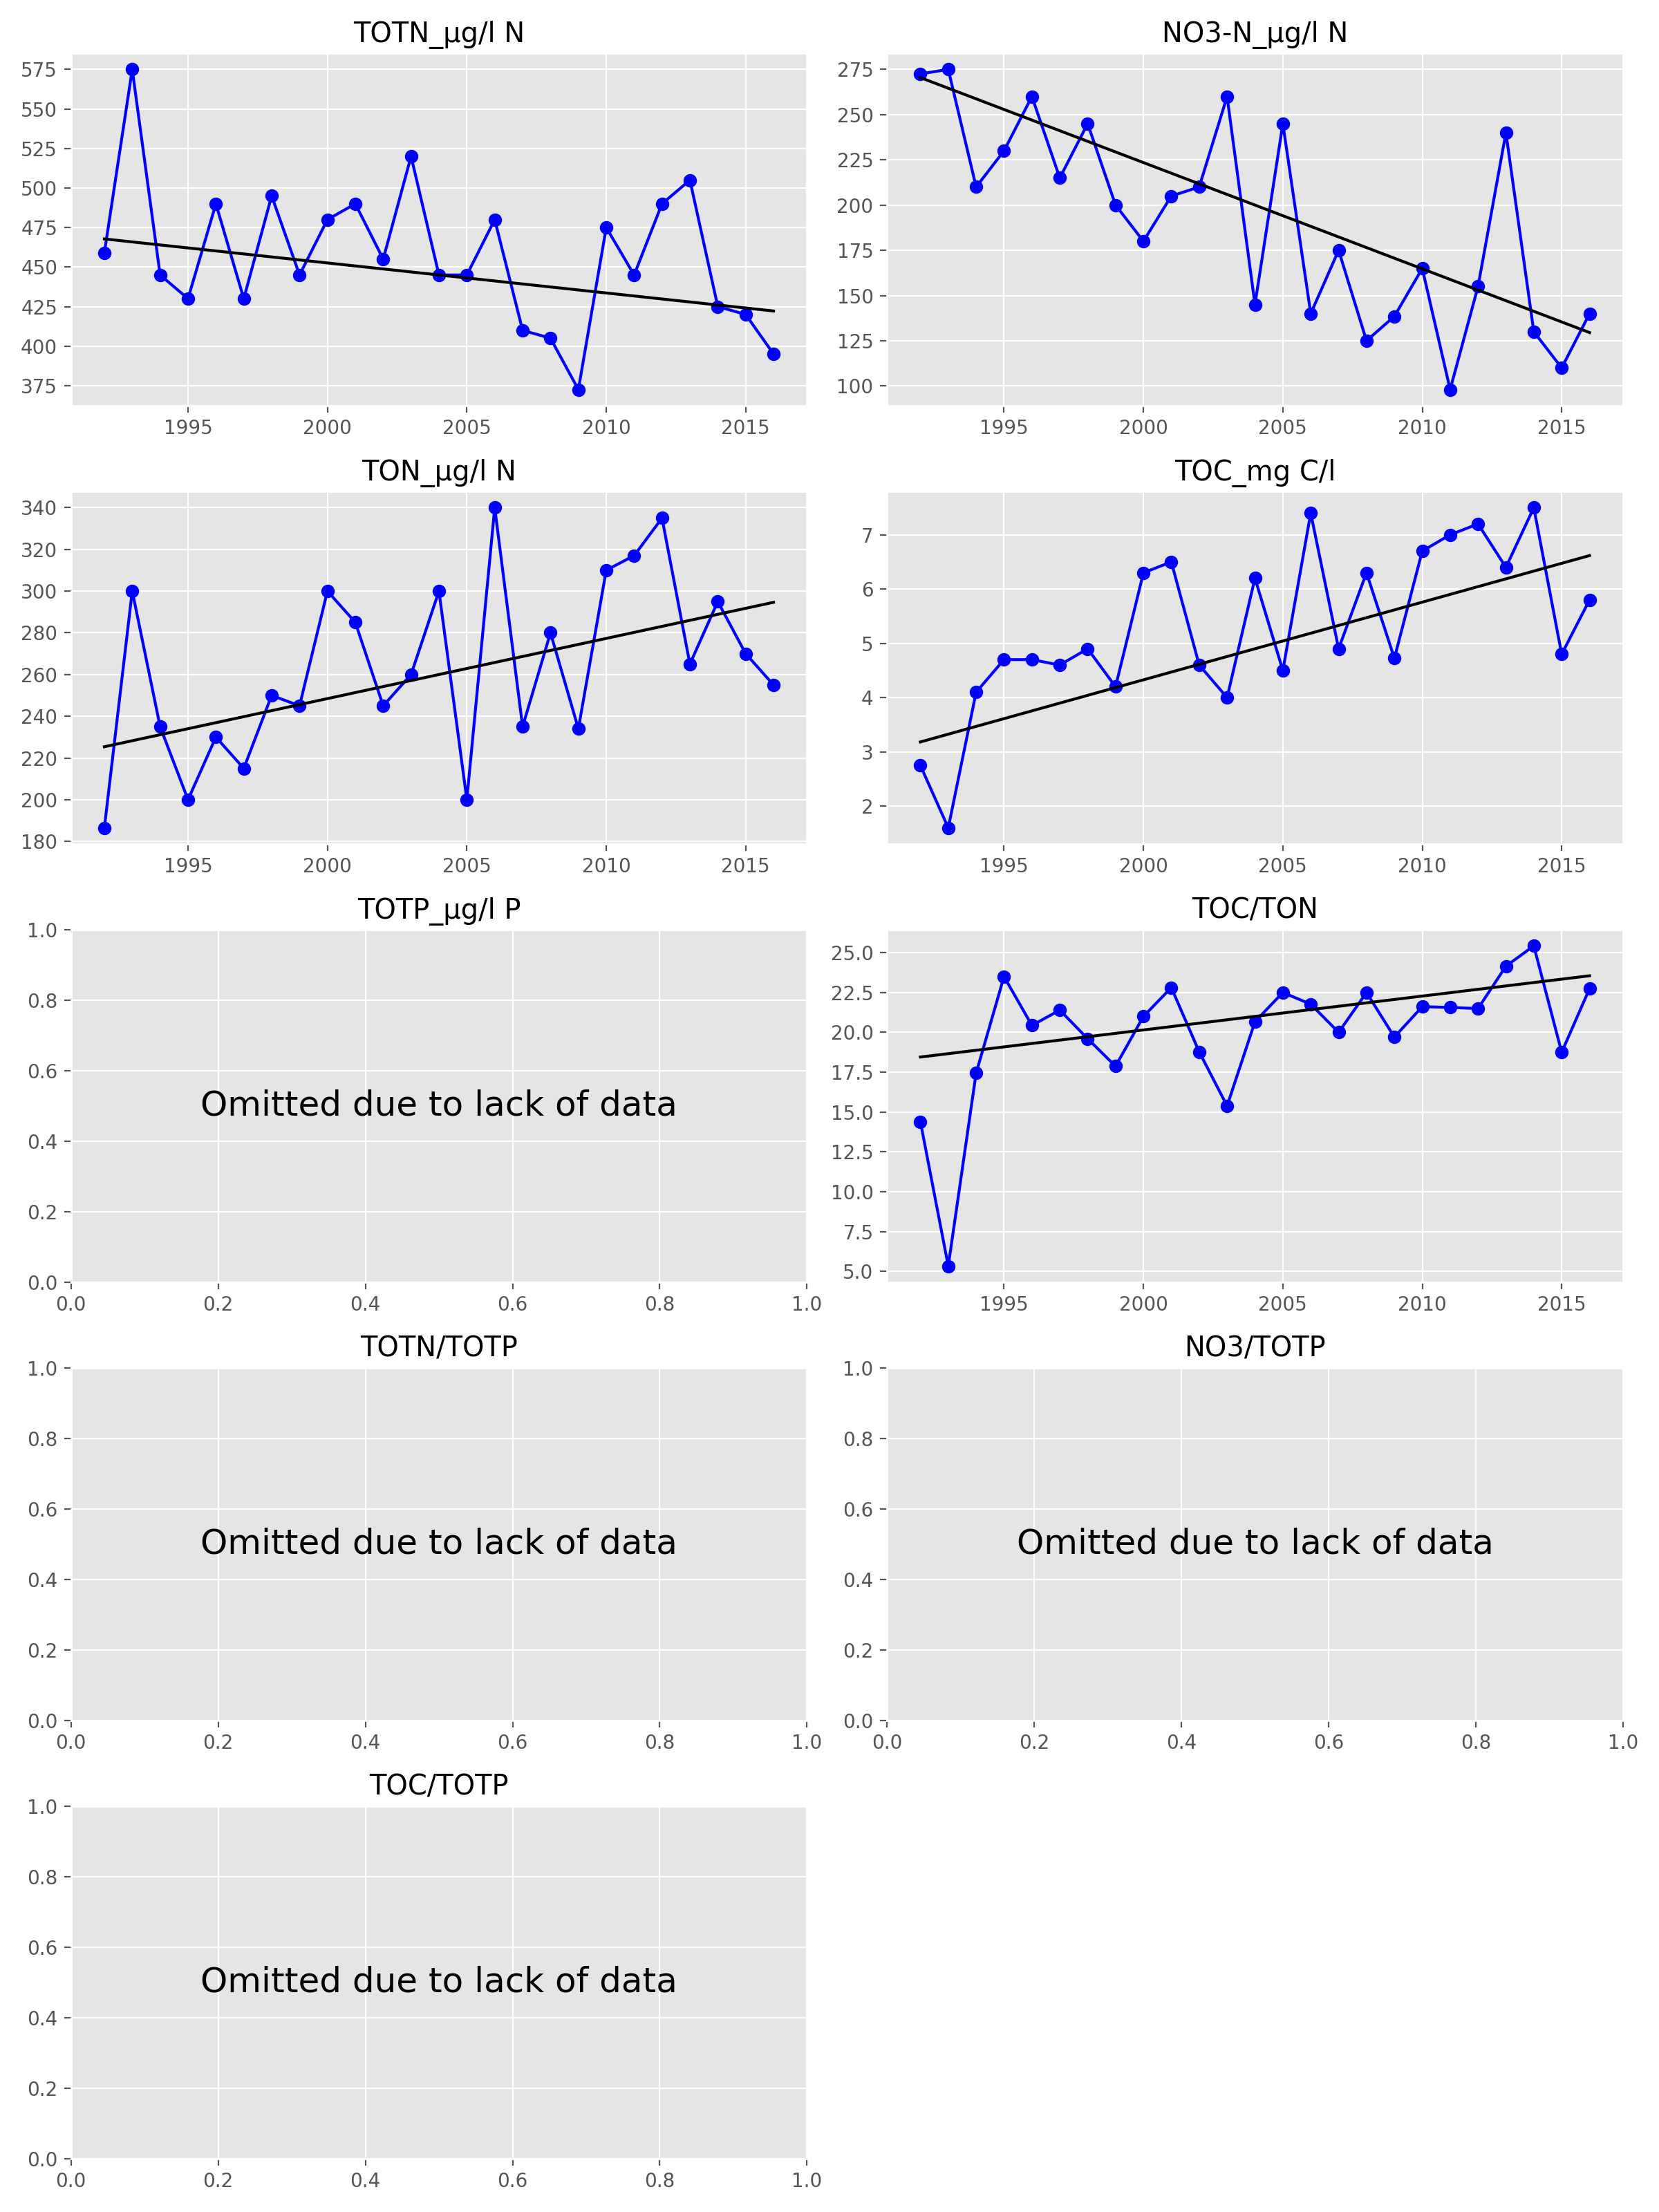 TOTN_µg/l N
575
550
525
500
475
450
425
400
375
1995 2000 2005 2010 2015
NO3-N_µg/l N
275
250
225
200
175
150
125
100
1995 2000 2005 2010 2015
TON_µg/l N
340
320
300
280
260
240
220
200
180
1995 2000 2005 2010 2015
TOC_mg C/l
7
6
5
4
3
2
1995 2000 2005 2010 2015
TOTP_µg/l P
1.0
0.8
0.6
Omitted due to lack of data
0.4
0.2
0.0
0.0 0.2 0.4 0.6 0.8 1.0
TOC/TON
25.0
22.5
20.0
17.5
15.0
12.5
10.0
7.5
5.0
1995 2000 2005 2010 2015
TOTN/TOTP
1.0
0.8
0.6
Omitted due to lack of data
0.4
0.2
0.0
0.0 0.2 0.4 0.6 0.8 1.0
NO3/TOTP
1.0
0.8
0.6
Omitted due to lack of data
0.4
0.2
0.0
0.0 0.2 0.4 0.6 0.8 1.0
TOC/TOTP
1.0
0.8
0.6
Omitted due to lack of data
0.4
0.2
0.0
0.0 0.2 0.4 0.6 0.8 1.0